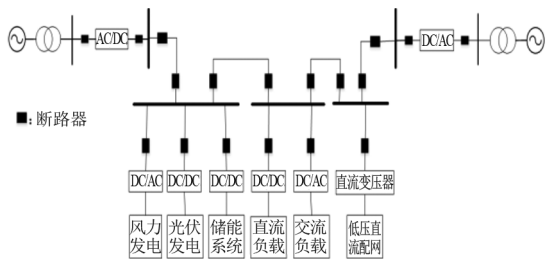 AC/DC
DC/AC
■:断路器
DC/AC
DC/DC
DC/DC
DC/DC
DC/AC
直流变压器
风力
发电
光伏
发电
储能
系统
直流
负载
交流
负载
低压直
流配网